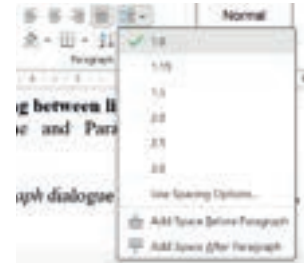 Normal
Paragraph
1.0
1.15
1.5
2.0
2.5
3.0
g between li
and Para
Line Spacing Options...
aph dialogue
Add Space Before Paragraph
Add Space After Paragraph